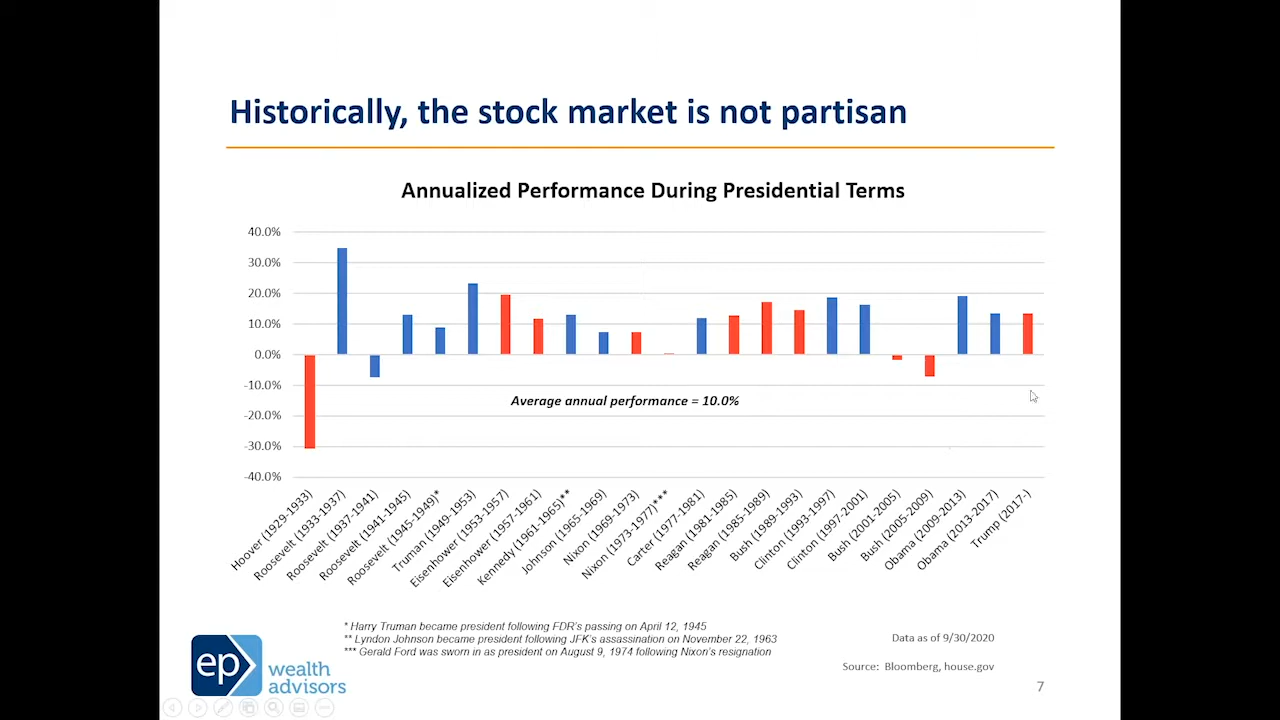 Historically, the stock market is not partisan
Annualized Performance During Presidential Terms
40.0%
30.0%
20.0%
10.0%
0.0%
-10.0%
-20.0%
-30.0%
-40.0%
Average annual performance = 10.0%
Hoover (1929-1933)
Roosevelt (1933-1937)
Roosevelt (1937-1941)
Roosevelt (1941-1945)
Roosevelt (1945-1949)*
Truman (1949-1953)
Eisenhower (1953-1957)
Eisenhower (1957-1961)
Kennedy (1961-1965)**
Johnson (1965-1969)
Nixon (1969-1973)
Nixon (1973-1977)***
Carter (1977-1981)
Reagan (1981-1985)
Reagan (1985-1989)
Bush (1989-1993)
Clinton (1993-1997)
Clinton (1997-2001)
Bush (2001-2005)
Bush (2005-2009)
Obama (2009-2013)
Obama (2013-2017)
Trump (2017-)
* Harry Truman became president following FDR's passing on April 12, 1945
** Lyndon Johnson became president following JFK's assassination on November 22, 1963
*** Gerald Ford was sworn in as president on August 9, 1974 following Nixon's resignation
Data as of 9/30/2020
Source: Bloomberg, house.gov
ep
wealth
advisors
7